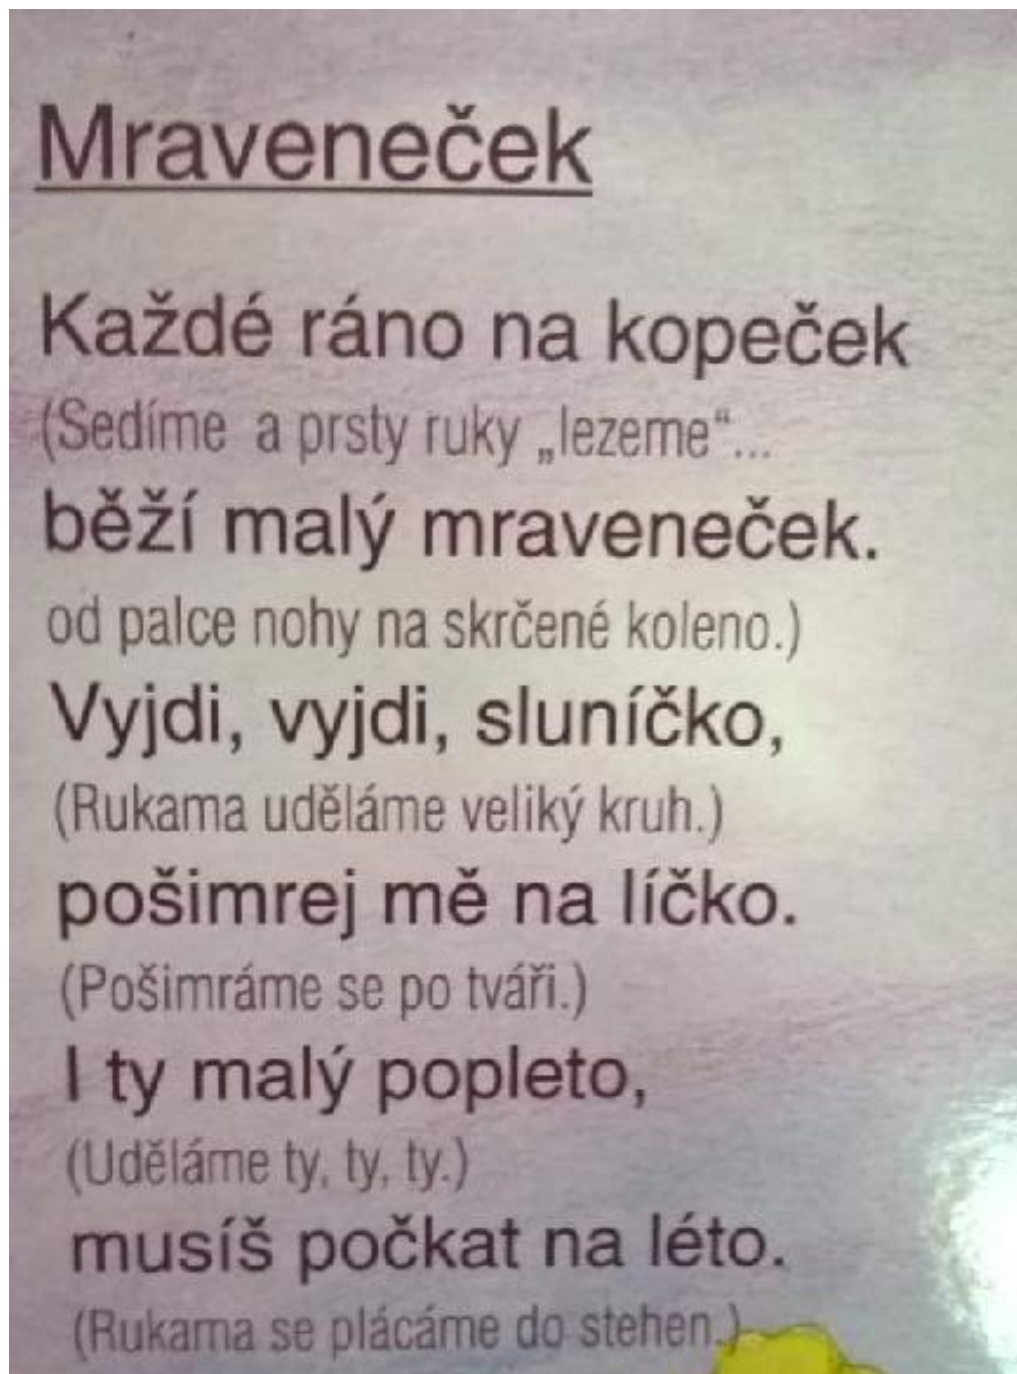 Mraveneček
Každé ráno na kopeček
(Sedíme a prsty ruky „lezeme“...
běží malý mraveneček.
od palce nohy na skrčené koleno.)
Vyjdi, vyjdi, sluníčko,
(Rukama uděláme veliký kruh.)
pošimrej mě na líčko.
(Pošimráme se po tváři.)
I ty malý popleto,
(Uděláme ty, ty, ty.)
musíš počkat na léto.
(Rukama se plácáme do stehen.)